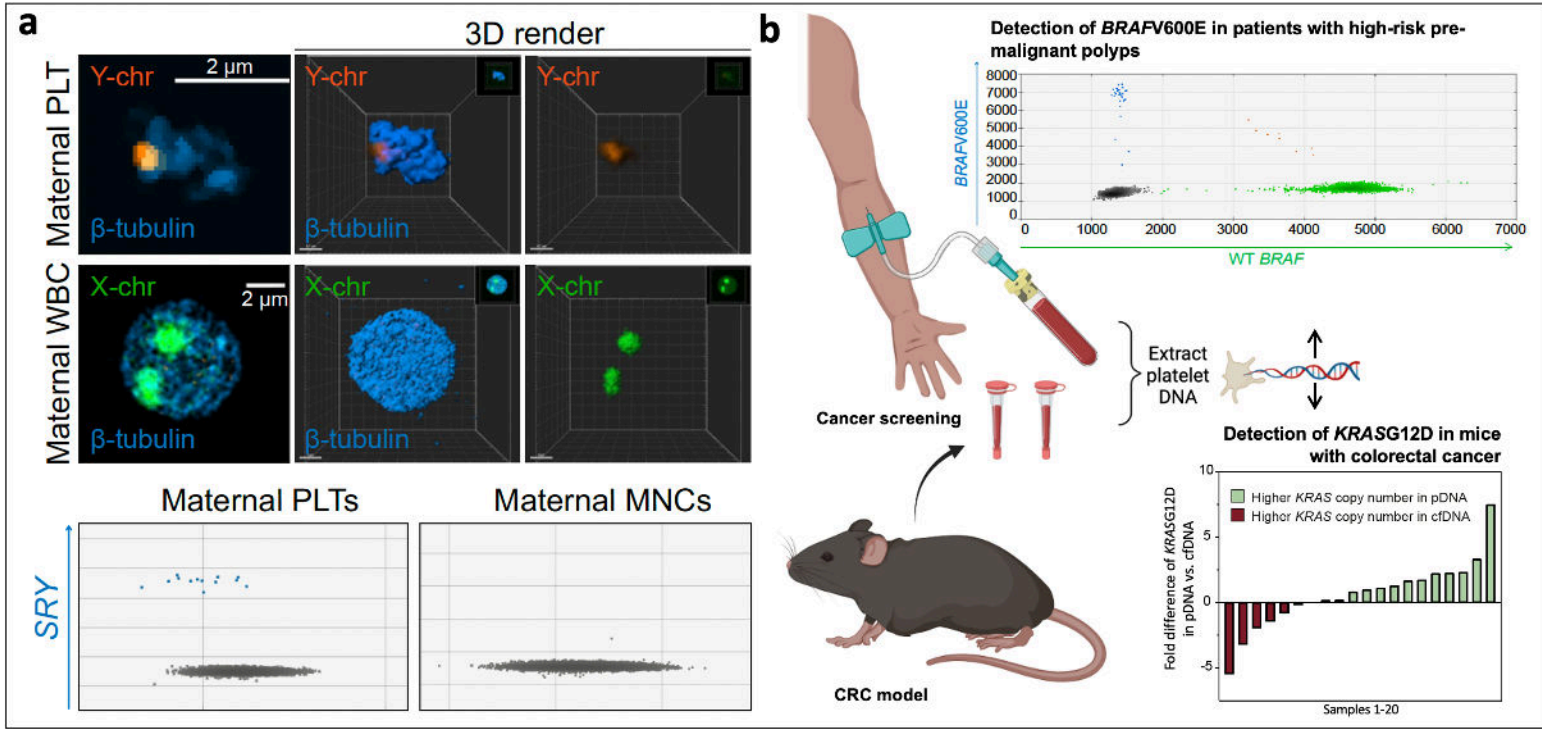 a
3D render
Maternal PLT
Y-chr
2 μm
β-tubulin
Y-chr
β-tubulin
Y-chr
Maternal WBC
X-chr
2 μm
β-tubulin
X-chr
β-tubulin
X-chr
Maternal PLTs
Maternal MNCs
SRY
b
Detection of BRAFV600E in patients with high-risk pre-
malignant polyps
BRAFV600E
8000
7000
6000
5000
4000
3000
2000
1000
0
0 1000 2000 3000 4000 5000 6000 7000
WT BRAF
Cancer screening
Extract
platelet
DNA
CRC model
Detection of KRASG12D in mice
with colorectal cancer
Fold difference of KRASG12D
in pDNA vs. cfDNA
10
5
0
-5
Higher KRAS copy number in pDNA
Higher KRAS copy number in cfDNA
Samples 1-20